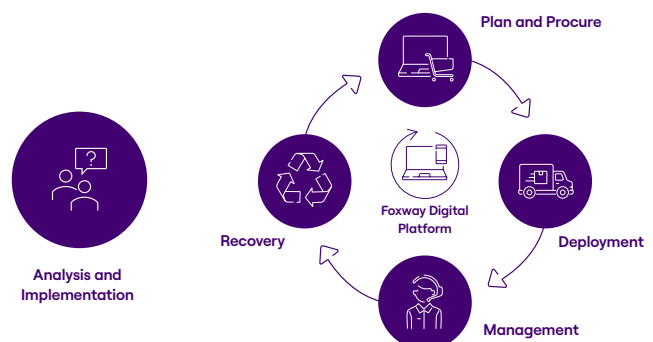 Plan and Procure
?
Foxway Digital
Platform
Recovery
Deployment
Analysis and
Implementation
Management